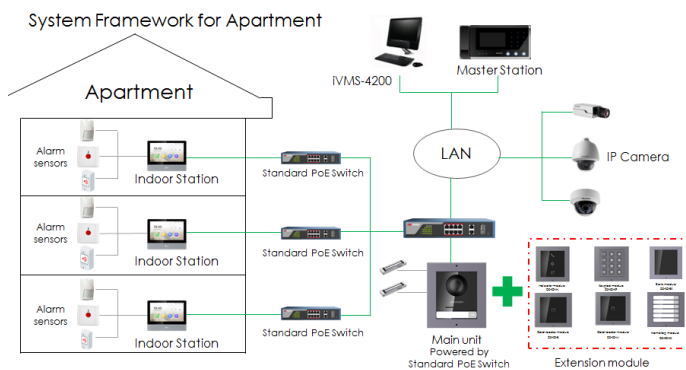 System Framework for Apartment
iVMS-4200
Master Station
Apartment
LAN
IP Camera
Alarm
sensors
Indoor Station
Standard PoE Switch
Alarm
sensors
Indoor Station
Standard PoE Switch
Alarm
sensors
Indoor Station
Standard PoE Switch
Main unit
Powered by
Standard PoE Switch
Extension module